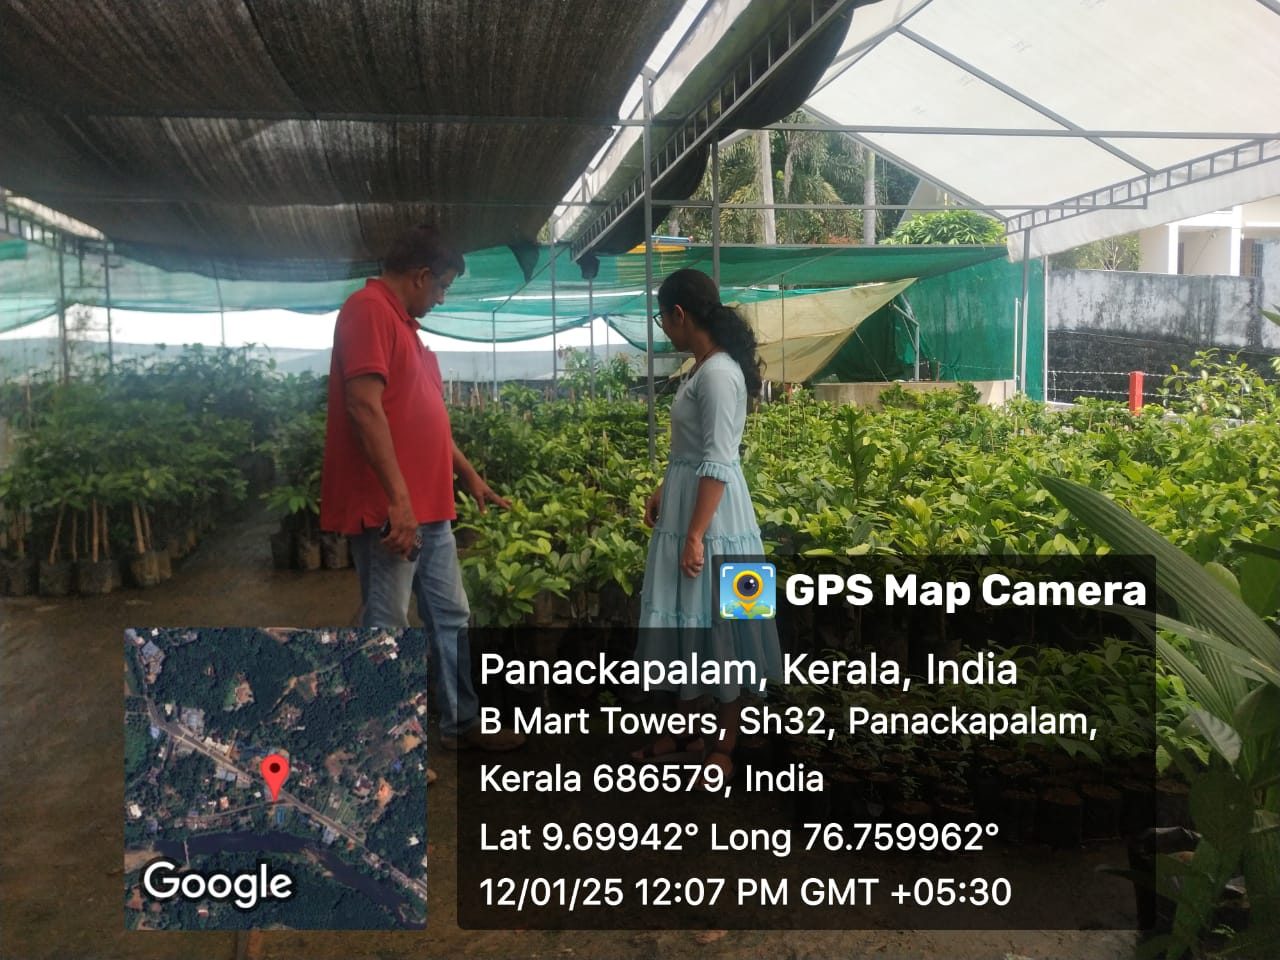 GPS Map Camera
Panackapalam, Kerala, India
B Mart Towers, Sh32, Panackapalam,
Kerala 686579, India
Lat 9.69942° Long 76.759962°
12/01/25 12:07 PM GMT +05:30
Google